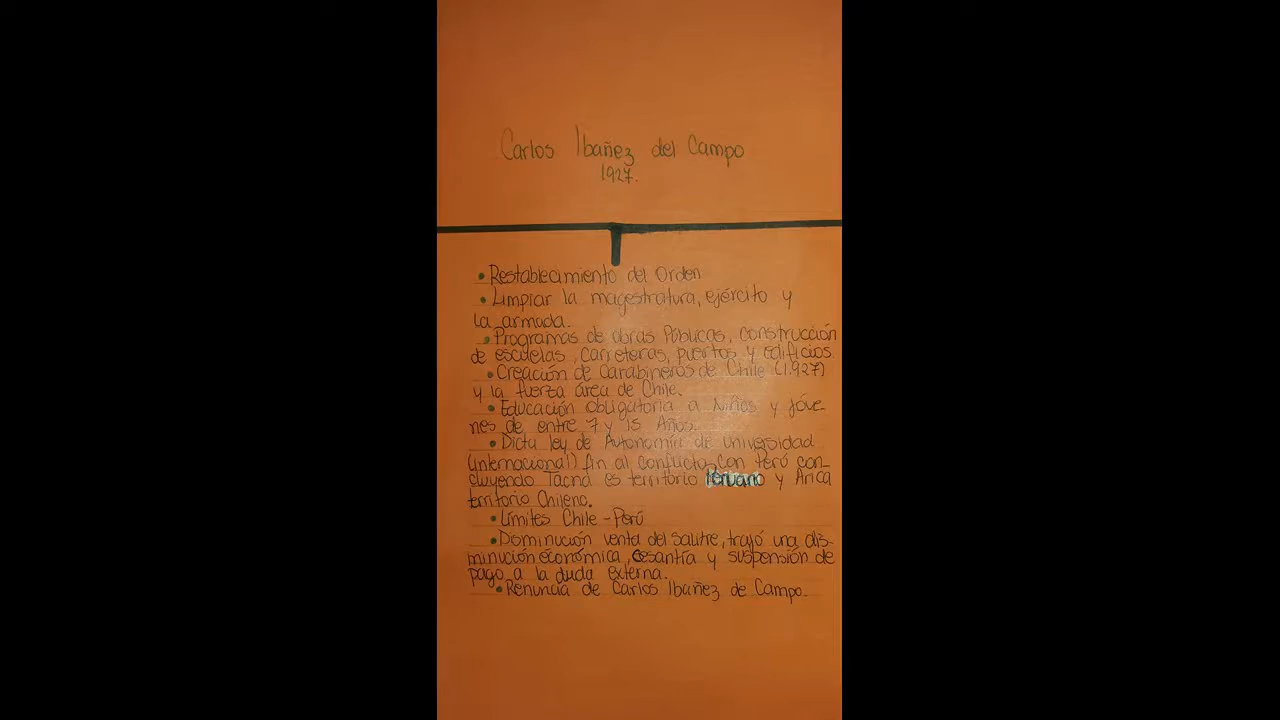 Carlos Ibañez del Campo
1927.
• Restablecimiento del Orden
• Limpiar la magestratura, ejército y
la armada.
• Programas de obras Públicas, construcción
de escuelas, carreteras, puertos y edificios
• Creación de Carabineros de Chile (1.927)
y la fuerza área de Chile.
• Educación obligatoria a Niños y Jóve-
nes de entre 7 y 15 Años.
• Dicta ley de Autonomía de universidad
(internacional) fin al conflicto con Perú con-
cluyendo Tacna es territorio Peruano y Arica
territorio Chileno.
• Límites Chile - Perú
• Disminución venta del salitre, trajó una dis-
minución económica, cesantía y suspensión de
pago a la duda externa.
• Renuncia de Carlos Ibañez de Campo.